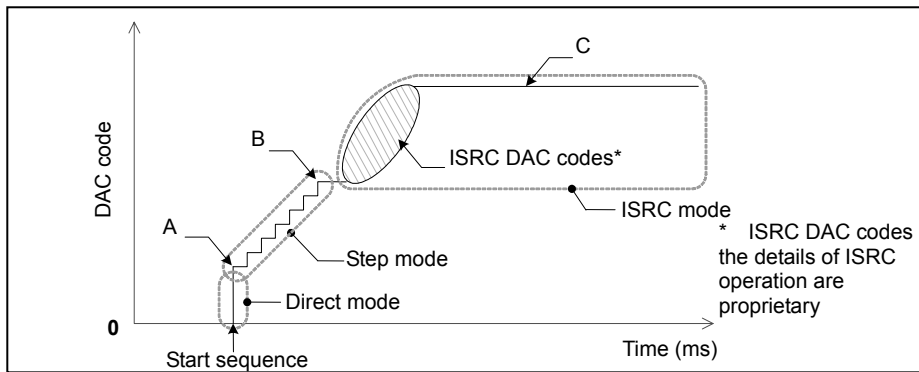 C
B
ISRC DAC codes*
DAC code
A
ISRC mode
* ISRC DAC codes
the details of ISRC
operation are
proprietary
Step mode
Direct mode
0
Time (ms)
Start sequence